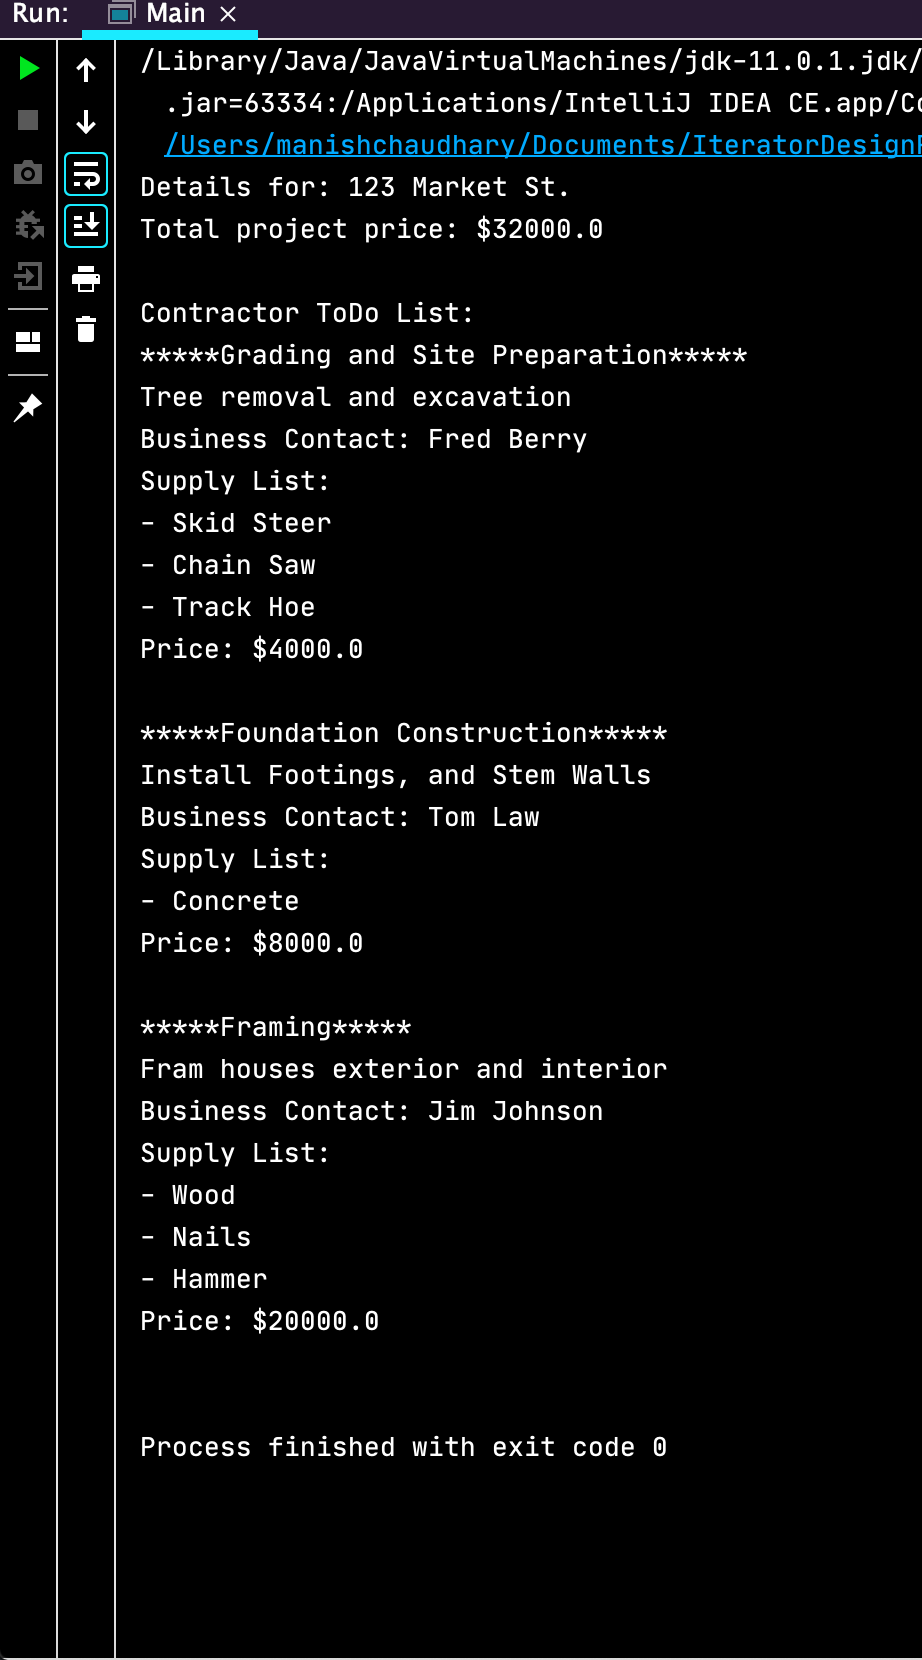 Run: Main
/Library/Java/JavaVirtualMachines/jdk-11.0.1.jdk/
.jar=63334:/Applications/IntelliJ IDEA CE.app/Co
/Users/manishchaudhary/Documents/IteratorDesign
Details for: 123 Market St.
Total project price: $32000.0
Contractor ToDo List:
*****Grading and Site Preparation*****
Tree removal and excavation
Business Contact: Fred Berry
Supply List:
- Skid Steer
- Chain Saw
- Track Hoe
Price: $4000.0
*****Foundation Construction*****
Install Footings, and Stem Walls
Business Contact: Tom Law
Supply List:
- Concrete
Price: $8000.0
*****Framing*****
Fram houses exterior and interior
Business Contact: Jim Johnson
Supply List:
- Wood
- Nails
- Hammer
Price: $20000.0
Process finished with exit code 0